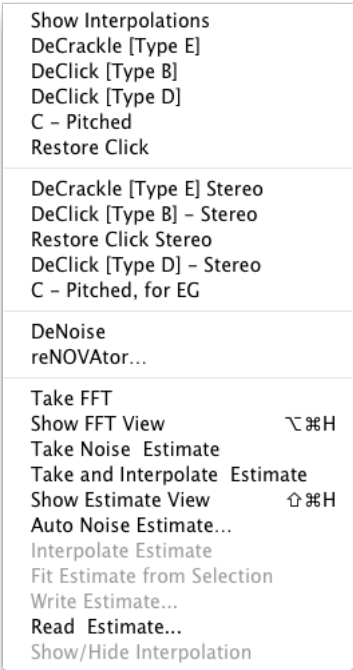 Show Interpolations
DeCrackle [Type E]
DeClick [Type B]
DeClick [Type D]
C – Pitched
Restore Click
DeCrackle [Type E] Stereo
DeClick [Type B] – Stereo
Restore Click Stereo
DeClick [Type D] – Stereo
C – Pitched, for EG
DeNoise
reNOVAtor...
Take FFT
Show FFT View ⌥⌘H
Take Noise  Estimate
Take and Interpolate  Estimate
Show Estimate View ⇧⌘H
Auto Noise Estimate...
Interpolate Estimate
Fit Estimate from Selection
Write Estimate...
Read  Estimate...
Show/Hide Interpolation